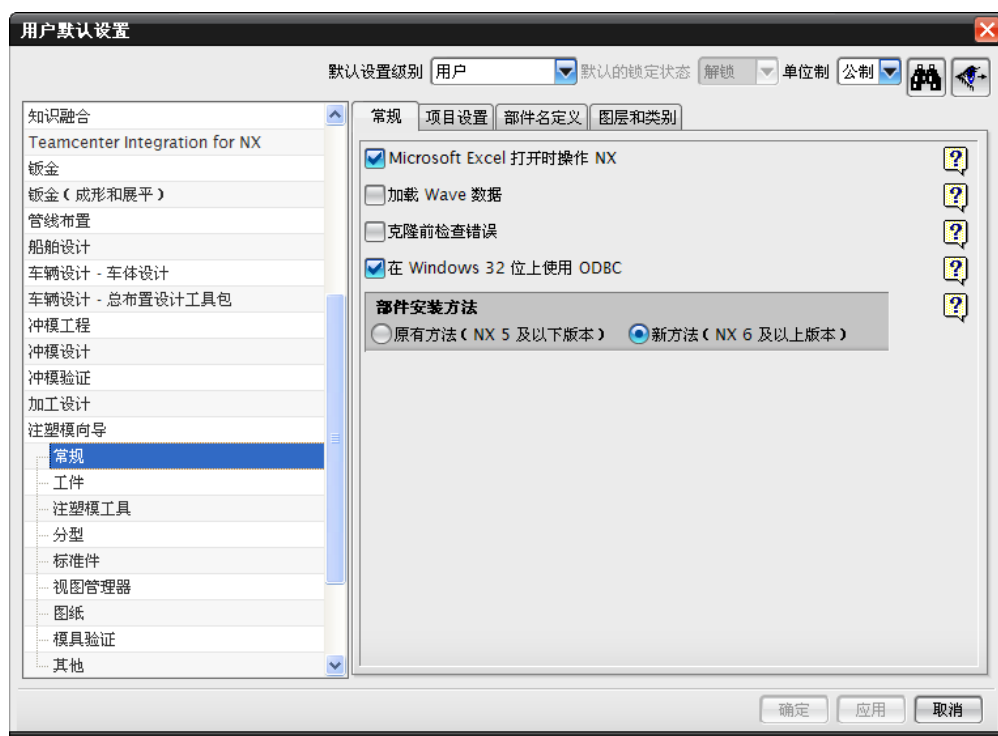 用户默认设置
默认设置级别 用户 默认的锁定状态 解锁 单位制 公制
知识融合
Teamcenter Integration for NX
钣金
钣金(成形和展平)
管线布置
船舶设计
车辆设计 - 车体设计
车辆设计 - 总布置设计工具包
冲模工程
冲模设计
冲模验证
加工设计
注塑模向导
常规
工件
注塑模工具
分型
标准件
视图管理器
图纸
模具验证
其他
常规 项目设置 部件名定义 图层和类别
Microsoft Excel 打开时操作 NX
加载 Wave 数据
克隆前检查错误
在 Windows 32 位上使用 ODBC
部件安装方法
原有方法(NX 5 及以下版本) 新方法(NX 6 及以上版本)
确定 应用 取消